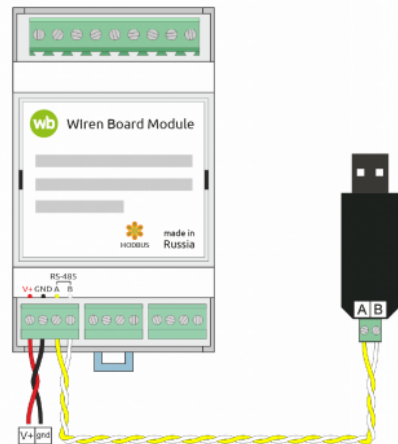 wb Wiren Board Module
MODBUS
made in
Russia
RS-485
V+ GND A B
A B
V+ gnd